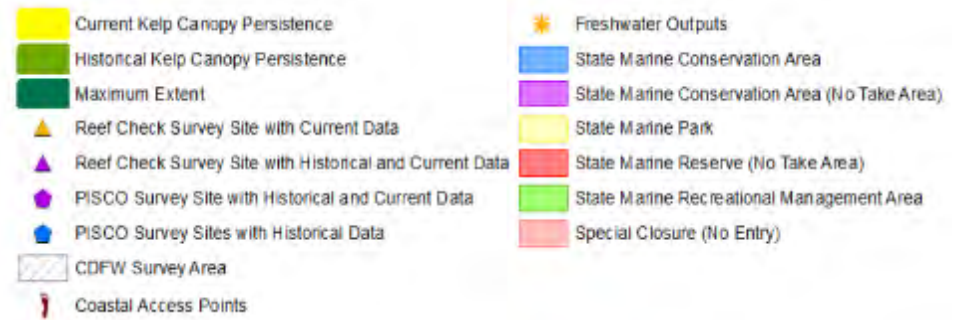 Current Kelp Canopy Persistence
Historical Kelp Canopy Persistence
Maximum Extent
Reef Check Survey Site with Current Data
Reef Check Survey Site with Historical and Current Data
PISCO Survey Site with Historical and Current Data
PISCO Survey Sites with Historical Data
CDFW Survey Area
Coastal Access Points
Freshwater Outputs
State Marine Conservation Area
State Marine Conservation Area (No Take Area)
State Marine Park
State Marine Reserve (No Take Area)
State Marine Recreational Management Area
Special Closure (No Entry)